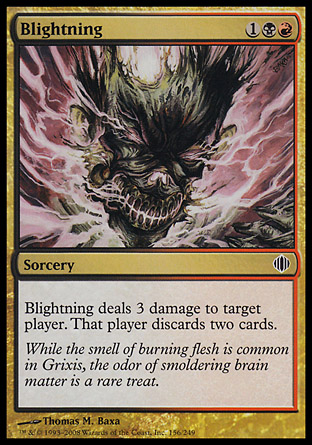 Blightning 1
Sorcery
Blightning deals 3 damage to target
player. That player discards two cards.
While the smell of burning flesh is common
in Grixis, the odor of smoldering brain
matter is a rare treat.
Thomas M. Baxa
™ & © 1993–2008 Wizards of the Coast, Inc. 156/249